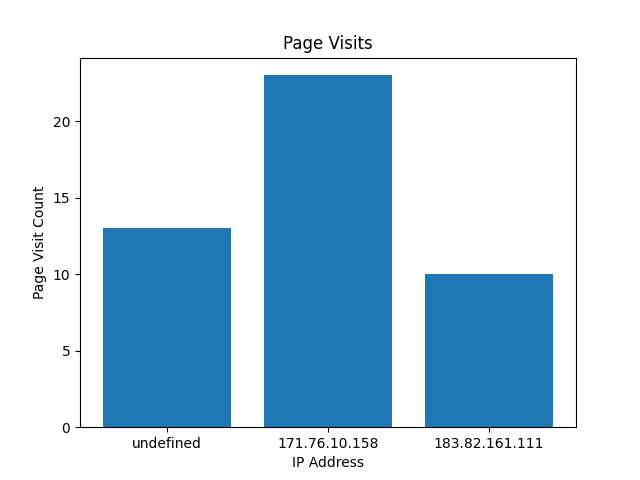 Page Visits
Page Visit Count
20
15
10
5
0
undefined
171.76.10.158
183.82.161.111
IP Address